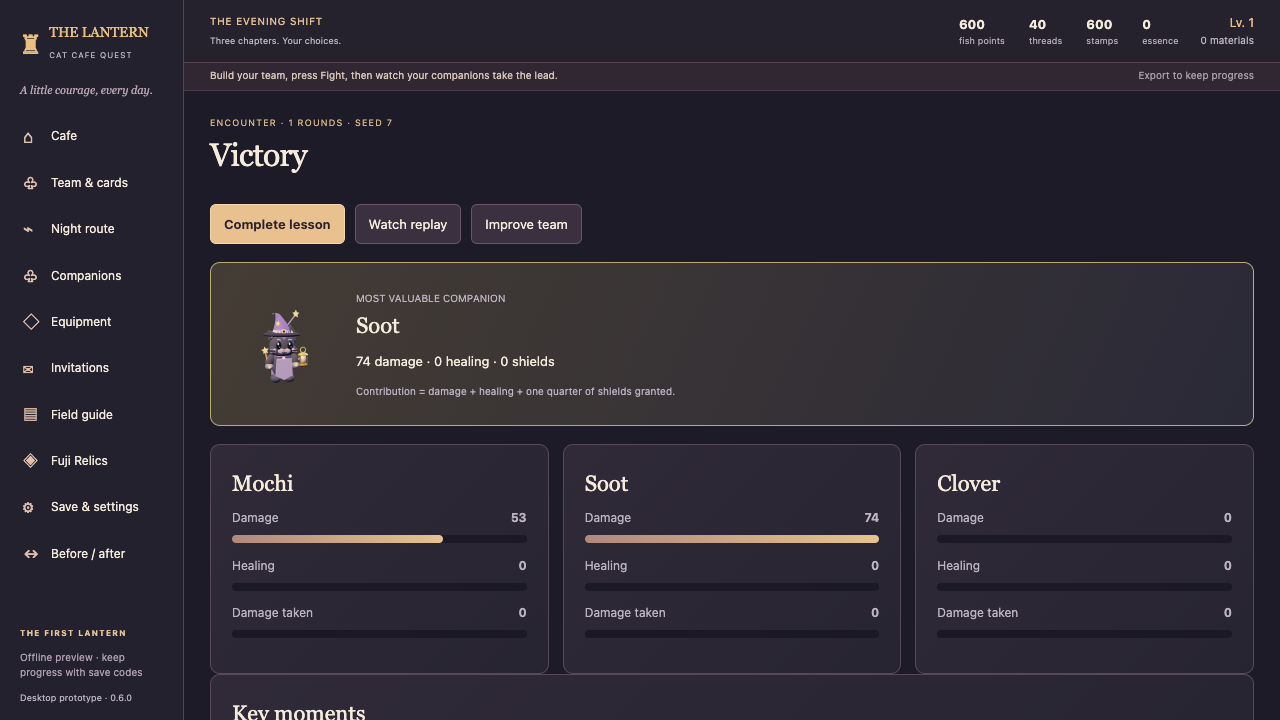 THE LANTERN
CAT CAFE QUEST
A little courage, every day.
Cafe
Team & cards
Night route
Companions
Equipment
Invitations
Field guide
Fuji Relics
Save & settings
Before / after
THE FIRST LANTERN
Offline preview · keep
progress with save codes
Desktop prototype · 0.6.0
THE EVENING SHIFT
Three chapters. Your choices.
600
fish points
40
threads
600
stamps
0
essence
Lv. 1
0 materials
Build your team, press Fight, then watch your companions take the lead.
Export to keep progress
ENCOUNTER · 1 ROUNDS · SEED 7
Victory
Complete lesson
Watch replay
Improve team
MOST VALUABLE COMPANION
Soot
74 damage · 0 healing · 0 shields
Contribution = damage + healing + one quarter of shields granted.
Mochi
Damage 53
Healing 0
Damage taken 0
Soot
Damage 74
Healing 0
Damage taken 0
Clover
Damage 0
Healing 0
Damage taken 0
Key moments